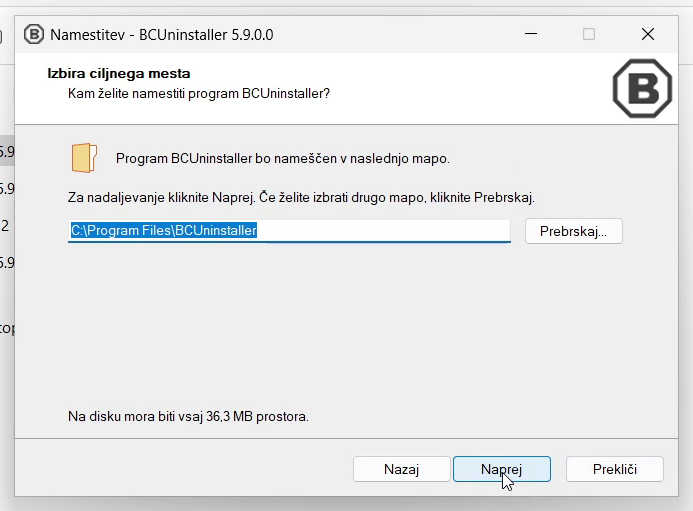 Namestitev - BCUninstaller 5.9.0.0
Izbira ciljnega mesta
Kam želite namestiti program BCUninstaller?
B
Program BCUninstaller bo nameščen v naslednjo mapo.
5.9
Za nadaljevanje kliknite Naprej. Če želite izbrati drugo mapo, kliknite Prebrskaj.
5.9
C:\Program Files\BCUninstaller
Prebrskaj...
2
5.9
Na disku mora biti vsaj 36,3 MB prostora.
Nazaj
Naprej
Prekliči